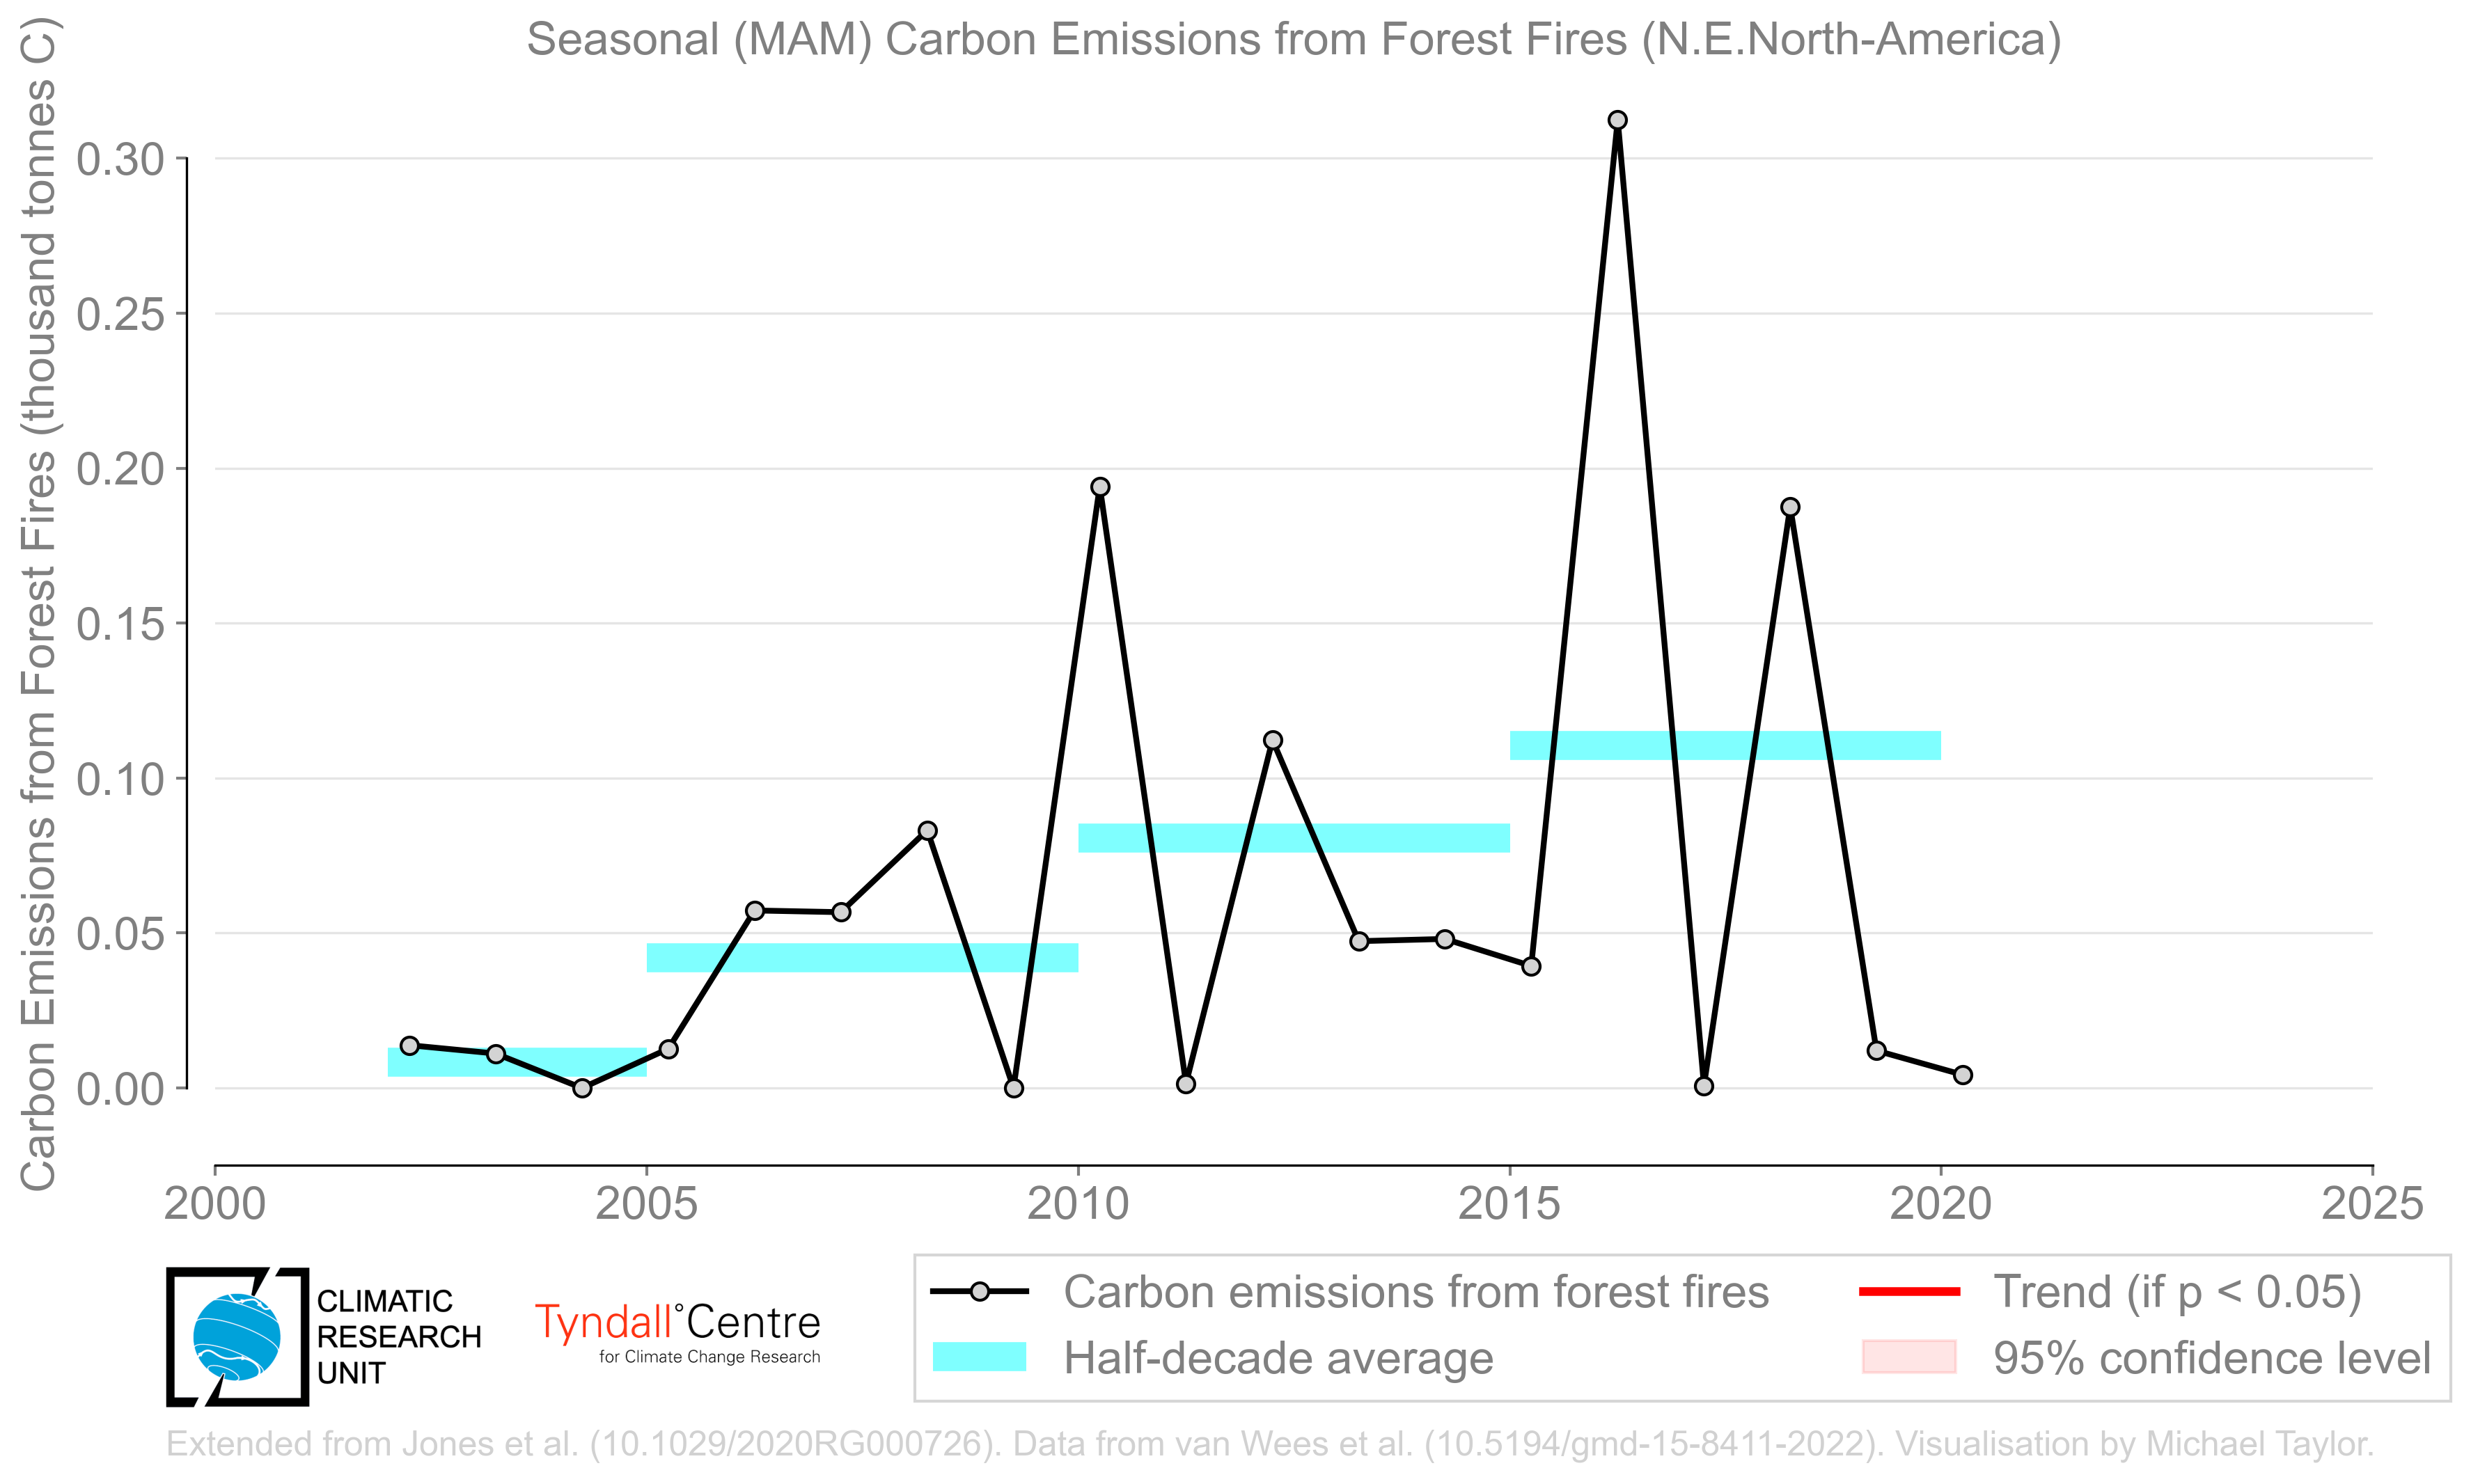 Seasonal (MAM) Carbon Emissions from Forest Fires (N.E.North-America)
Carbon Emissions from Forest Fires (thousand tonnes C)
0.30
0.25
0.20
0.15
0.10
0.05
0.00
2000 2005 2010 2015 2020 2025
CLIMATIC
RESEARCH
UNIT
Tyndall°Centre
for Climate Change Research
Carbon emissions from forest fires
Half-decade average
Trend (if p < 0.05)
95% confidence level
Extended from Jones et al. (10.1029/2020RG000726). Data from van Wees et al. (10.5194/gmd-15-8411-2022). Visualisation by Michael Taylor.